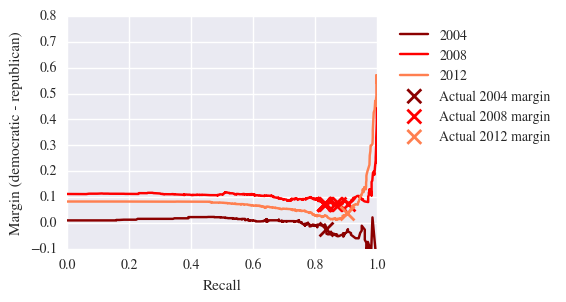 0.8
0.7
0.6
0.5
0.4
0.3
0.2
0.1
0.0
−0.1
Margin (democratic - republican)
0.0 0.2 0.4 0.6 0.8 1.0
Recall
2004
2008
2012
Actual 2004 margin
Actual 2008 margin
Actual 2012 margin